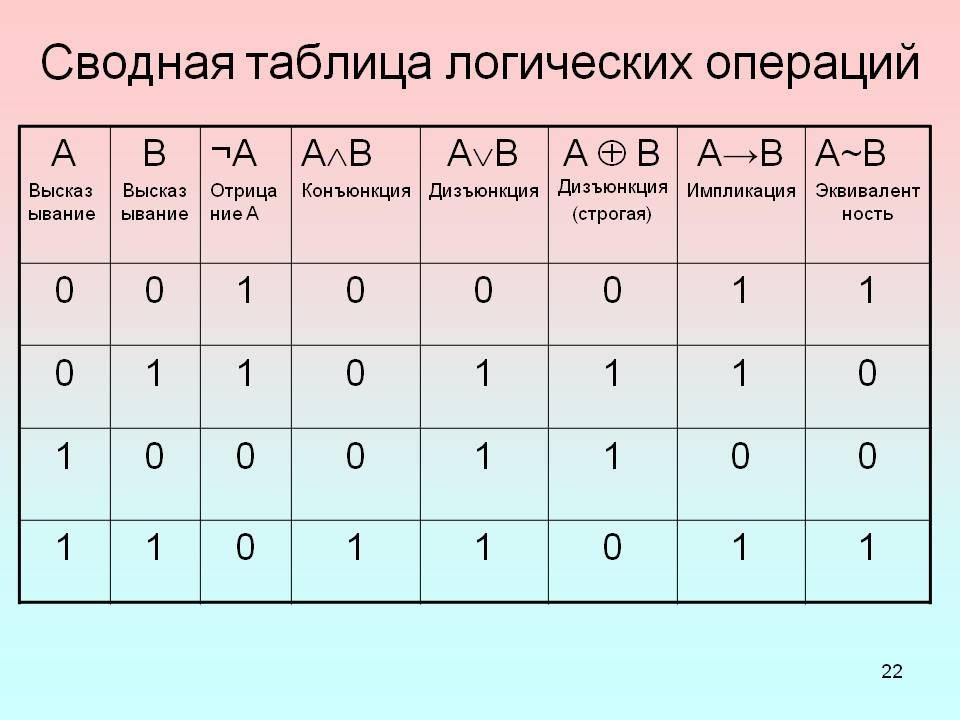 Сводная таблица логических операций
A B ¬A A∧B A∨B A ⊕ B A→B A~B
Высказ
ывание
Высказ
ывание
Отрица
ние A
Конъюнкция
Дизъюнкция
Дизъюнкция
(строгая)
Импликация
Эквивалент
ность
0 0 1 0 0 0 1 1
0 1 1 0 1 1 1 0
1 0 0 0 1 1 0 0
1 1 0 1 1 0 1 1
22